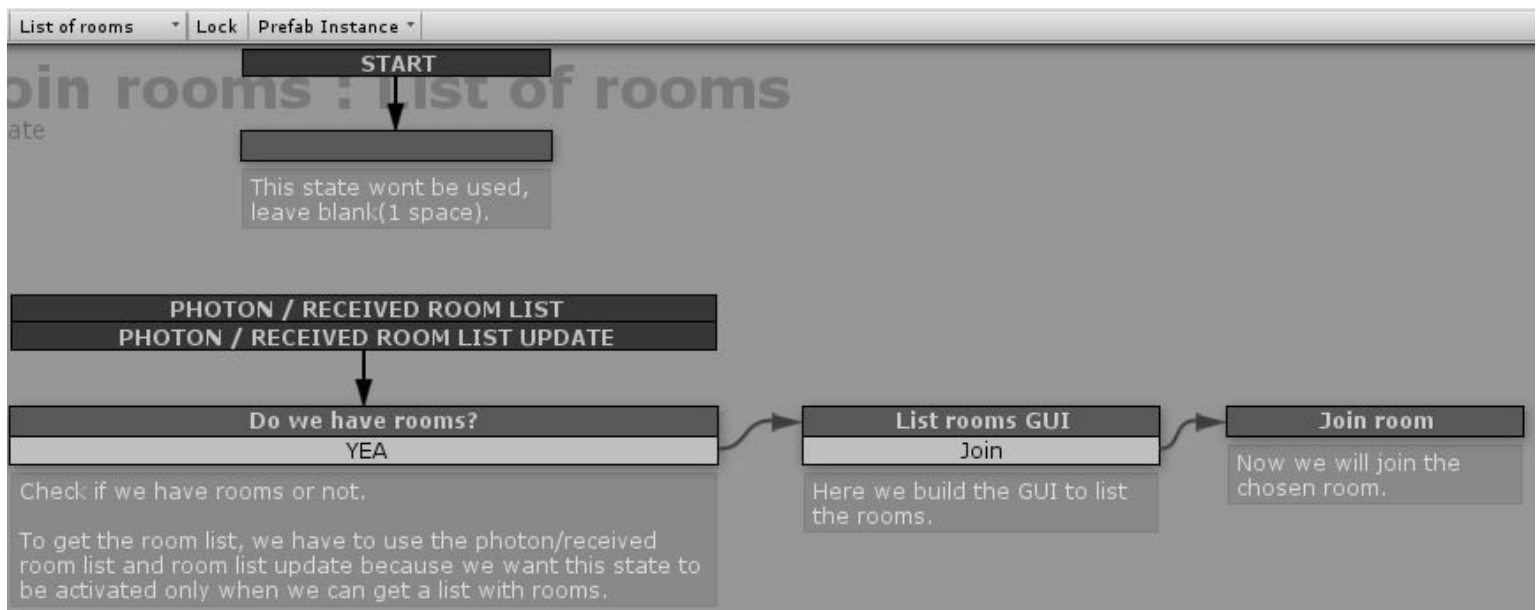 List of rooms
Lock
Prefab Instance
oin rooms : List of rooms
ate
START
This state wont be used,
leave blank(1 space).
PHOTON / RECEIVED ROOM LIST
PHOTON / RECEIVED ROOM LIST UPDATE
Do we have rooms?
YEA
Check if we have rooms or not.
To get the room list, we have to use the photon/received
room list and room list update because we want this state to
be activated only when we can get a list with rooms.
List rooms GUI
Join
Here we build the GUI to list
the rooms.
Join room
Now we will join the
chosen room.